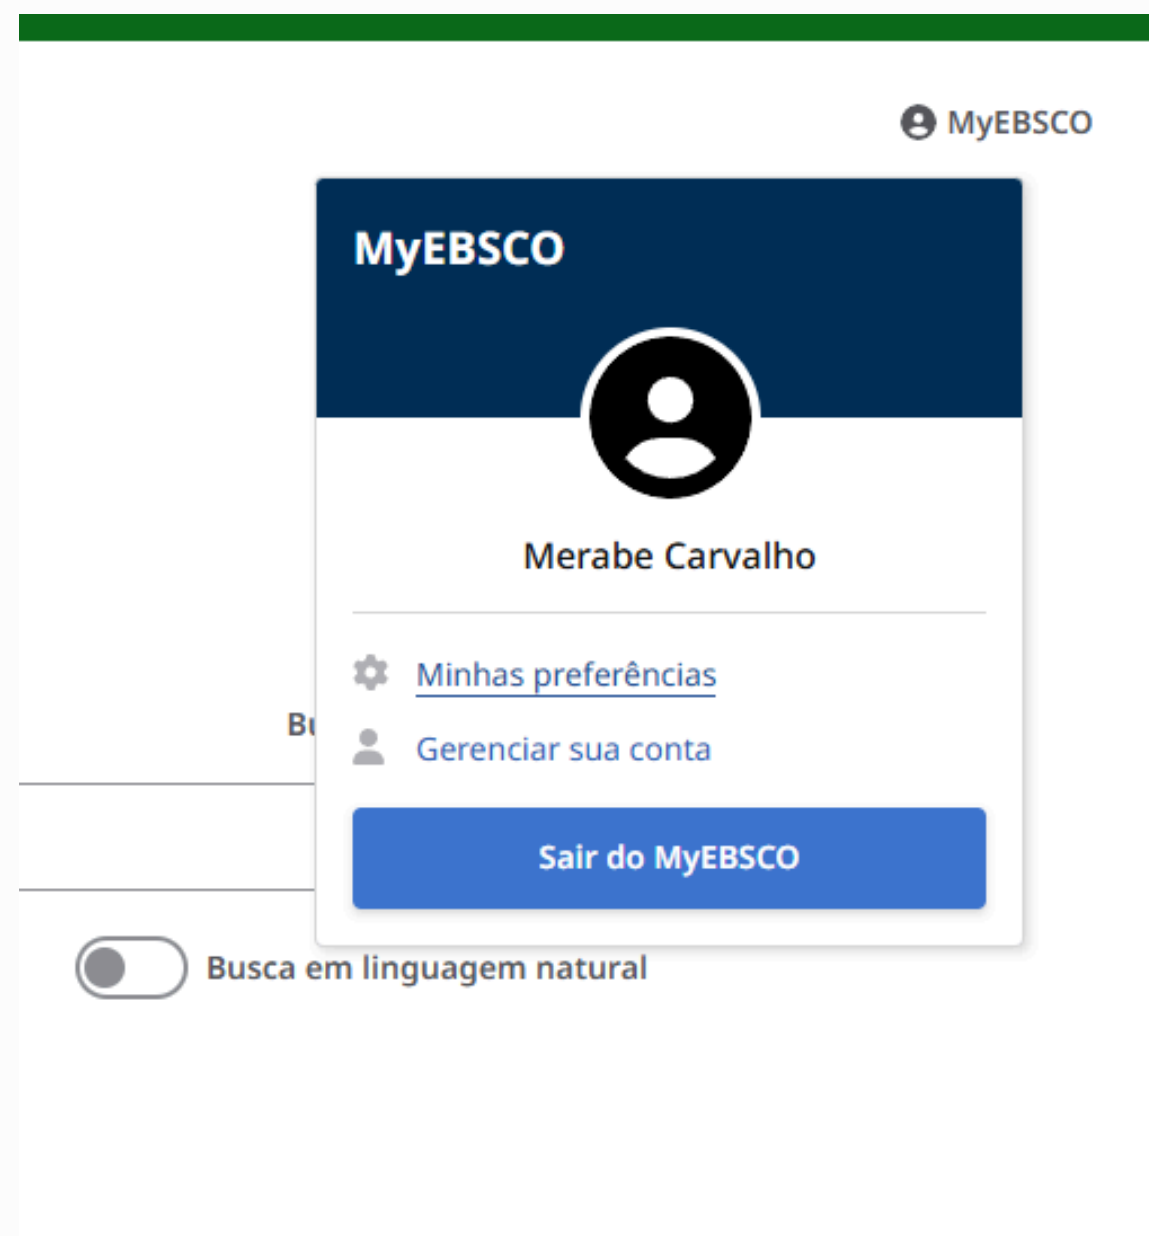 MyEBSCO
MyEBSCO
Merabe Carvalho
Minhas preferências
Gerenciar sua conta
Sair do MyEBSCO
Busca em linguagem natural